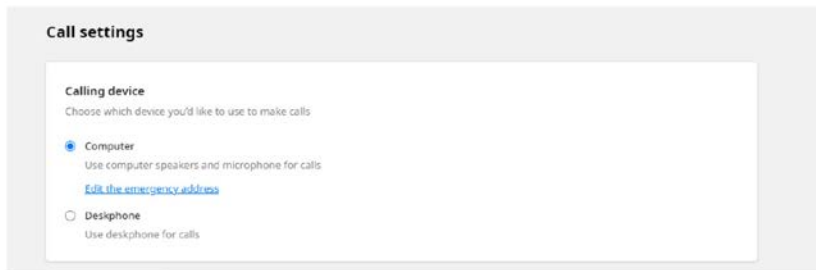 Call settings
Calling device
Choose which device you'd like to use to make calls
Computer
Use computer speakers and microphone for calls
Edit the emergency address
Deskphone
Use deskphone for calls